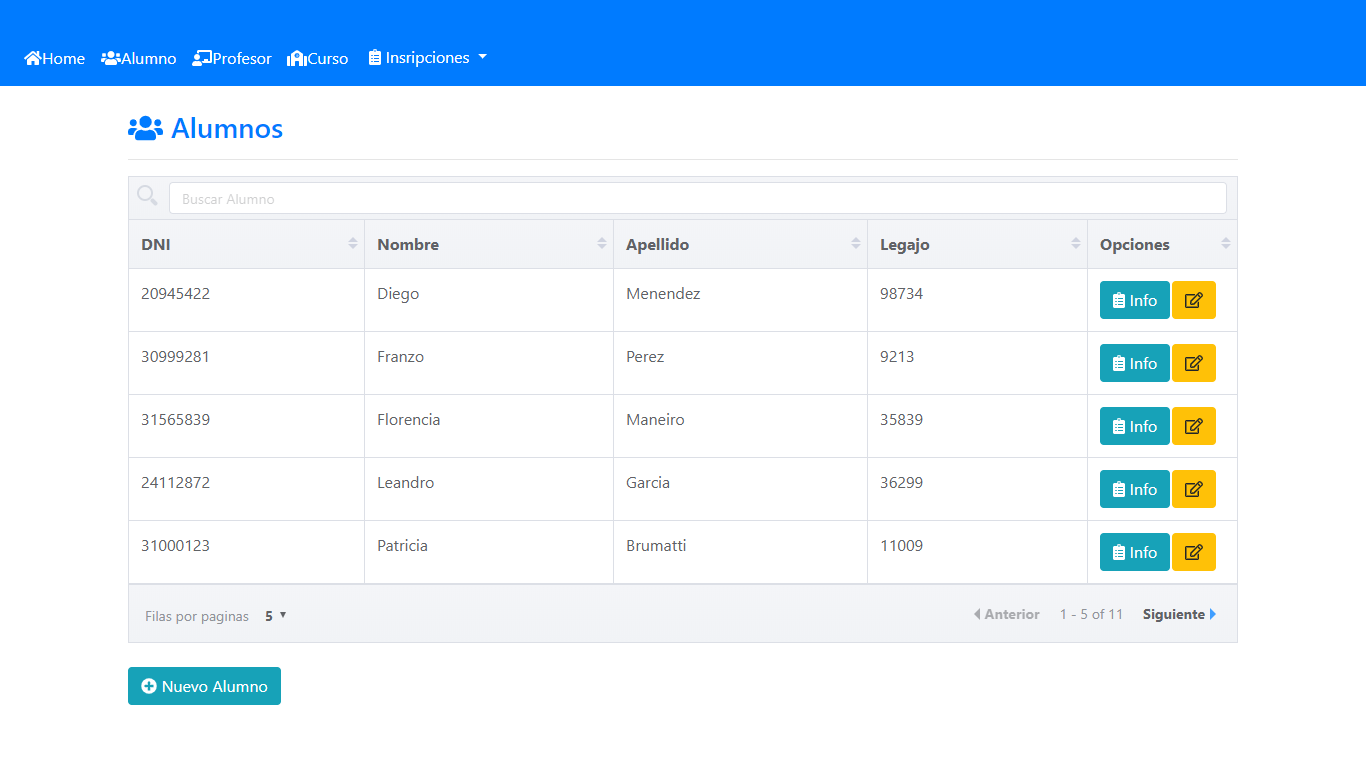 Home Alumno Profesor Curso Insripciones
Alumnos
Buscar Alumno
DNI Nombre Apellido Legajo Opciones
20945422 Diego Menendez 98734 Info
30999281 Franzo Perez 9213 Info
31565839 Florencia Maneiro 35839 Info
24112872 Leandro Garcia 36299 Info
31000123 Patricia Brumatti 11009 Info
Filas por paginas 5 Anterior 1 - 5 of 11 Siguiente
Nuevo Alumno